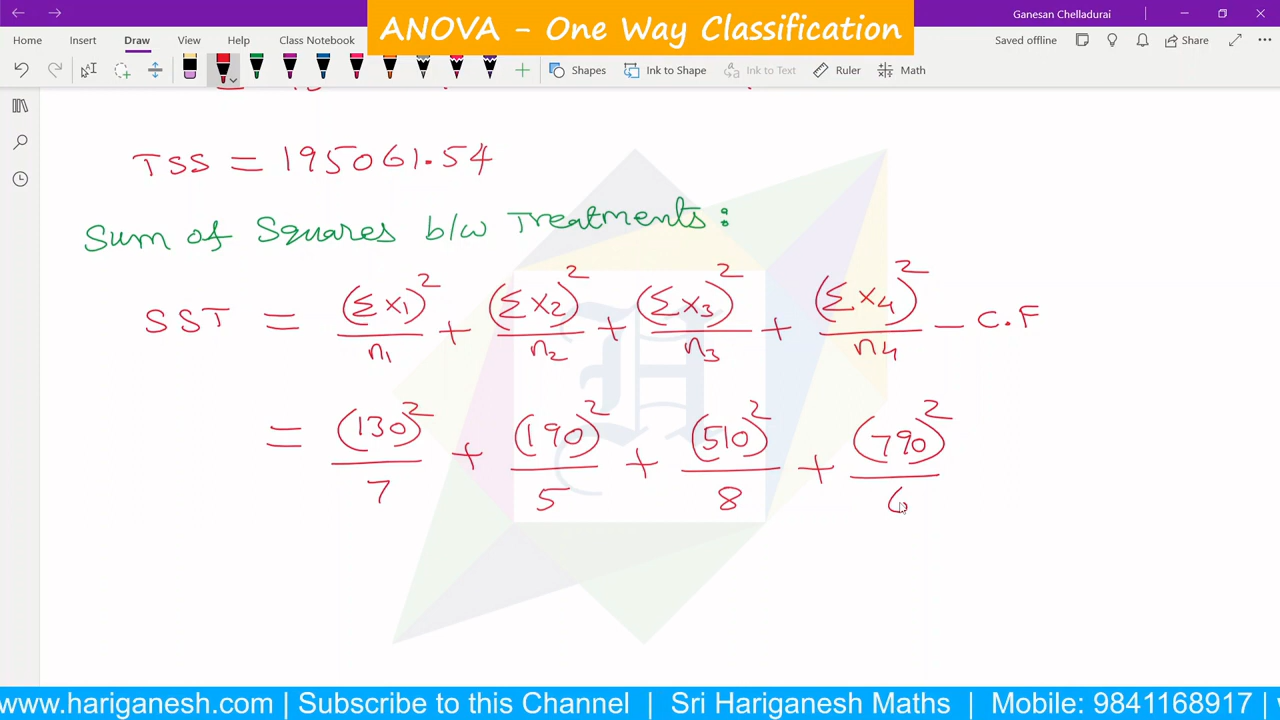 ANOVA - One Way Classification
Ganesan Chelladurai
Home Insert Draw View Help Class Notebook Saved offline Share
Shapes Ink to Shape Ink to Text Ruler Math
TSS = 195061.54
Sum of Squares b/w Treatments:
SST = (Σx₁)²/n₁ + (Σx₂)²/n₂ + (Σx₃)²/n₃ + (Σx₄)²/n₄ - C.F
= (130)²/7 + (190)²/5 + (510)²/8 + (790)²/6
www.hariganesh.com | Subscribe to this Channel | Sri Hariganesh Maths | Mobile: 9841168917 |